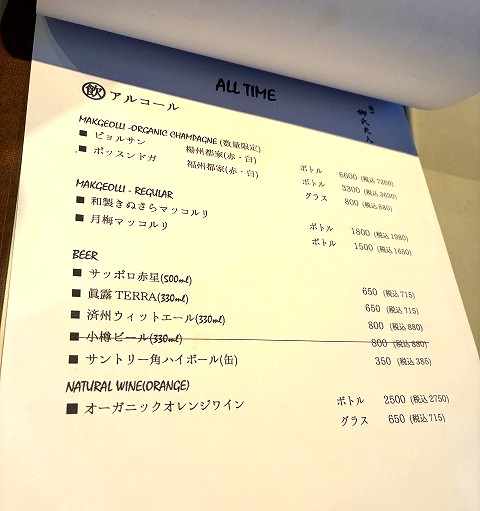 ALL TIME
飲 アルコール
MAKGEOLLI -ORGANIC CHAMPAGNE (数量限定)
■ ピョルサン 楊州都家(赤・白) ボトル 6600 (税込 7260)
■ ボッスンドガ 福州都家(赤・白) ボトル 3300 (税込 3630)
グラス 800 (税込 880)
MAKGEOLLI - REGULAR
■ 和製きぬさらマッコルリ ボトル 1800 (税込 1980)
■ 月梅マッコルリ ボトル 1500 (税込 1650)
BEER
■ サッポロ赤星(500ml) 650 (税込 715)
■ 眞露 TERRA(330ml) 650 (税込 715)
■ 済州ウィットエール(330ml) 800 (税込 880)
■ 小樽ビール(330ml) 800 (税込 880)
■ サントリー角ハイボール(缶) 350 (税込 385)
NATURAL WINE(ORANGE)
■ オーガニックオレンジワイン ボトル 2500 (税込 2750)
グラス 650 (税込 715)